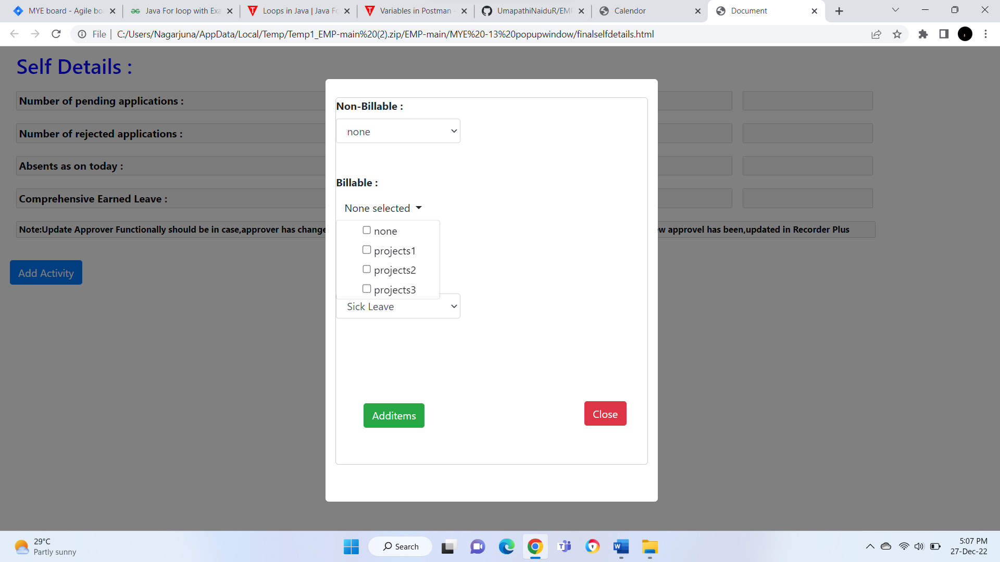 MYE board - Agile bo
Java For loop with Exa
Loops in Java | Java Fo
Variables in Postman -
UmapathiNaiduR/EMP
Calendor
Document
File
C:/Users/Nagarjuna/AppData/Local/Temp/Temp1_EMP-main%20(2).zip/EMP-main/MYE%20-13%20popupwindow/finalselfdetails.html
Self Details :
Number of pending applications :
Number of rejected applications :
Absents as on today :
Comprehensive Earned Leave :
Note:Update Approver Functionally should be in case,approver has change
w approvel has been,updated in Recorder Plus
Add Activity
Non-Billable :
none
Billable :
None selected
none
projects1
projects2
projects3
Sick Leave
Additems
Close
29°C
Partly sunny
Search
5:07 PM
27-Dec-22